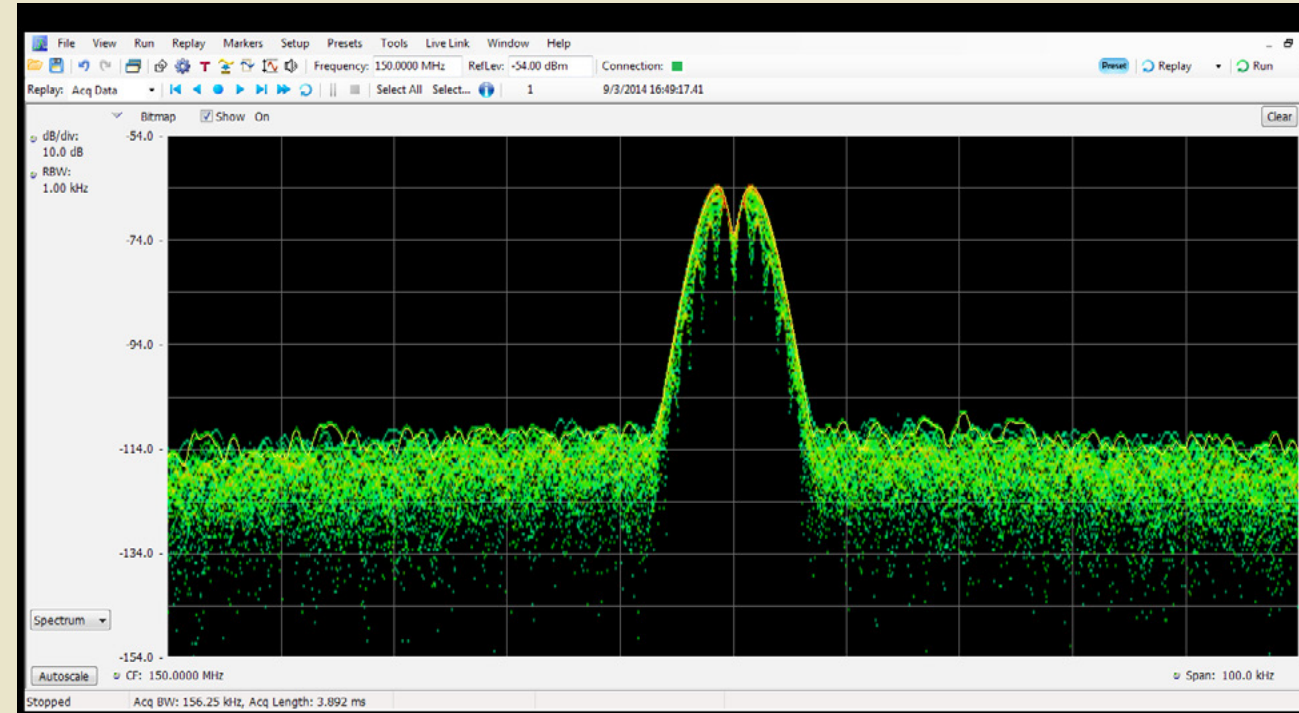 File View Run Replay Markers Setup Presets Tools Live Link Window Help
T Frequency: 150.0000 MHz RefLev: -54.00 dBm Connection: Preset Replay Run
Replay: Acq Data Select All Select... 1 9/3/2014 16:49:17.41
Bitmap Show On Clear
dB/div:
10.0 dB
RBW:
1.00 kHz
-54.0
-74.0
-94.0
-114.0
-134.0
-154.0
Spectrum
Autoscale CF: 150.0000 MHz Span: 100.0 kHz
Stopped Acq BW: 156.25 kHz, Acq Length: 3.892 ms